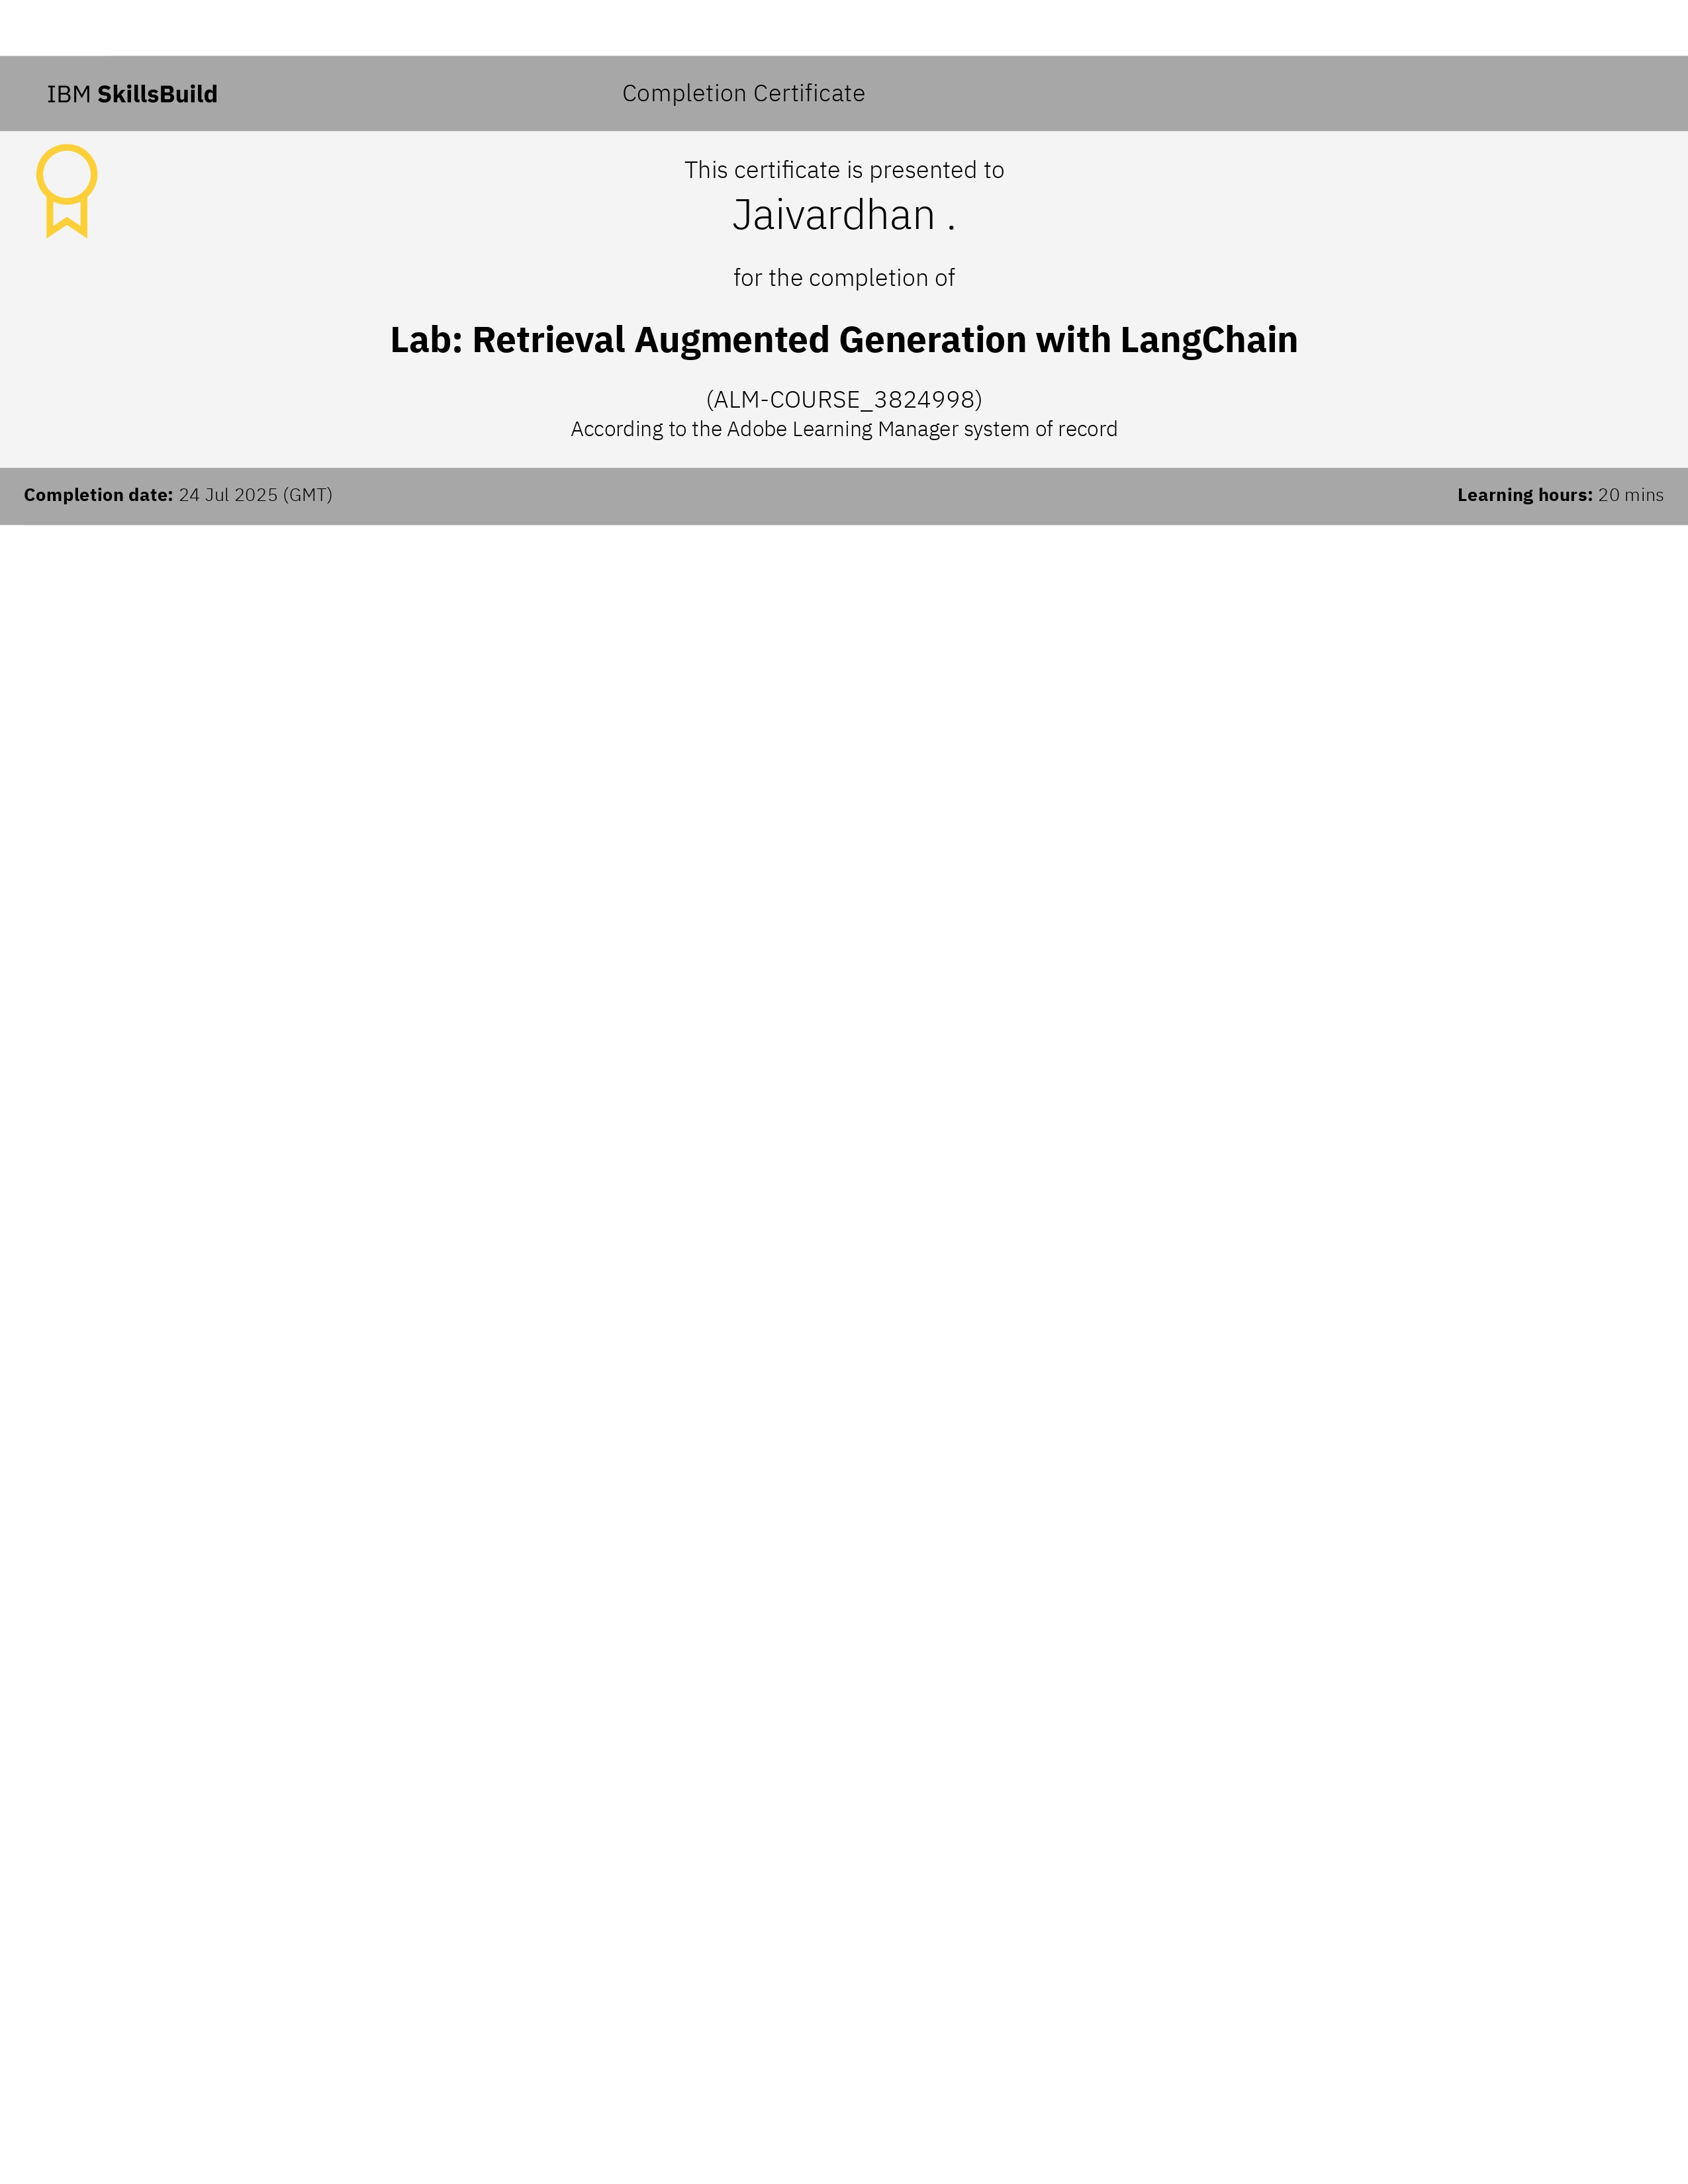 IBM SkillsBuild
Completion Certificate
This certificate is presented to
Jaivardhan .
for the completion of
Lab: Retrieval Augmented Generation with LangChain
(ALM-COURSE_3824998)
According to the Adobe Learning Manager system of record
Completion date: 24 Jul 2025 (GMT)
Learning hours: 20 mins